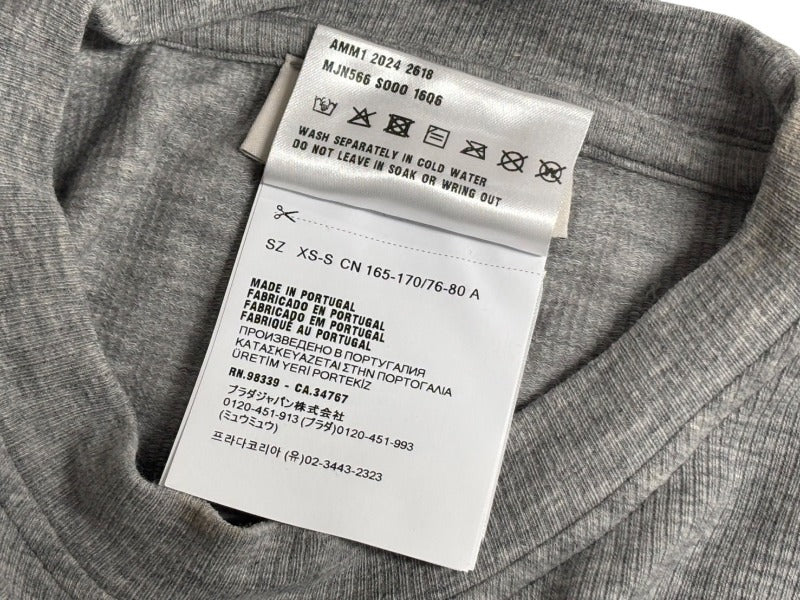 AMM1 2024 2618
MJN566 S000 16Q6
WASH SEPARATELY IN COLD WATER
DO NOT LEAVE IN SOAK OR WRING OUT
SZ XS-S CN 165-170/76-80 A
MADE IN PORTUGAL
FABRICADO EN PORTUGAL
FABRICADO EM PORTUGAL
FABRIQUÉ AU PORTUGAL
ПРОИЗВЕДЕНО В ПОРТУГАЛИЯ
ΚΑΤΑΣΚΕΥΑΖΕΤΑΙ ΣΤΗΝ ΠΟΡΤΟΓΑΛΙΑ
ÜRETİM YERİ PORTEKİZ
RN.98339 - CA.34767
プラダジャパン株式会社
0120-451-913 (プラダ)0120-451-993
(ミュウミュウ)
프라다코리아 (유)02-3443-2323